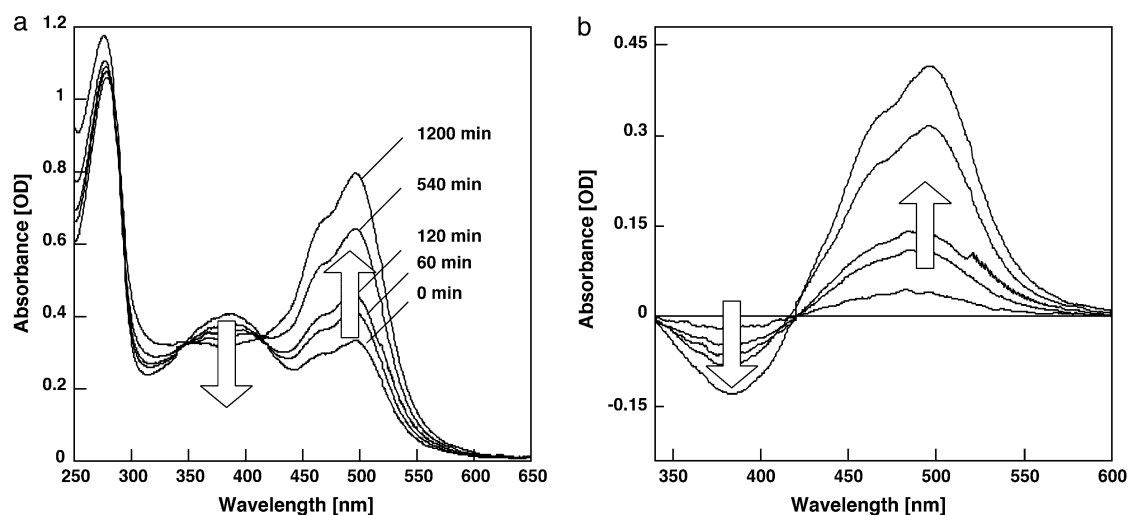 a
1.2
1
0.8
0.6
0.4
0.2
0
250 300 350 400 450 500 550 600 650
Absorbance [OD]
Wavelength [nm]
1200 min
540 min
120 min
60 min
0 min
b
0.45
0.3
0.15
0
-0.15
350 400 450 500 550 600
Absorbance [OD]
Wavelength [nm]